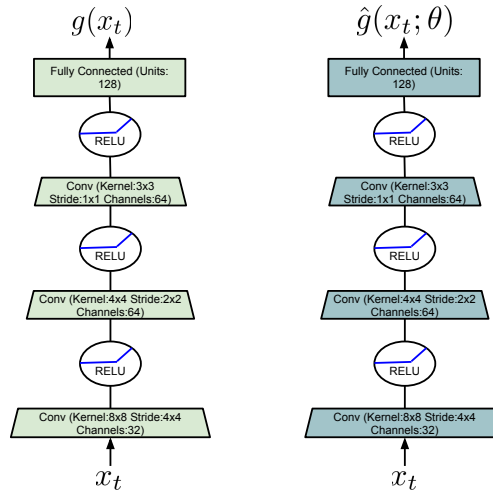 g(x_t)
Fully Connected (Units:
128)
RELU
Conv (Kernel:3x3
Stride:1x1 Channels:64)
RELU
Conv (Kernel:4x4 Stride:2x2
Channels:64)
RELU
Conv (Kernel:8x8 Stride:4x4
Channels:32)
x_t
ĝ(x_t; θ)
Fully Connected (Units:
128)
RELU
Conv (Kernel:3x3
Stride:1x1 Channels:64)
RELU
Conv (Kernel:4x4 Stride:2x2
Channels:64)
RELU
Conv (Kernel:8x8 Stride:4x4
Channels:32)
x_t